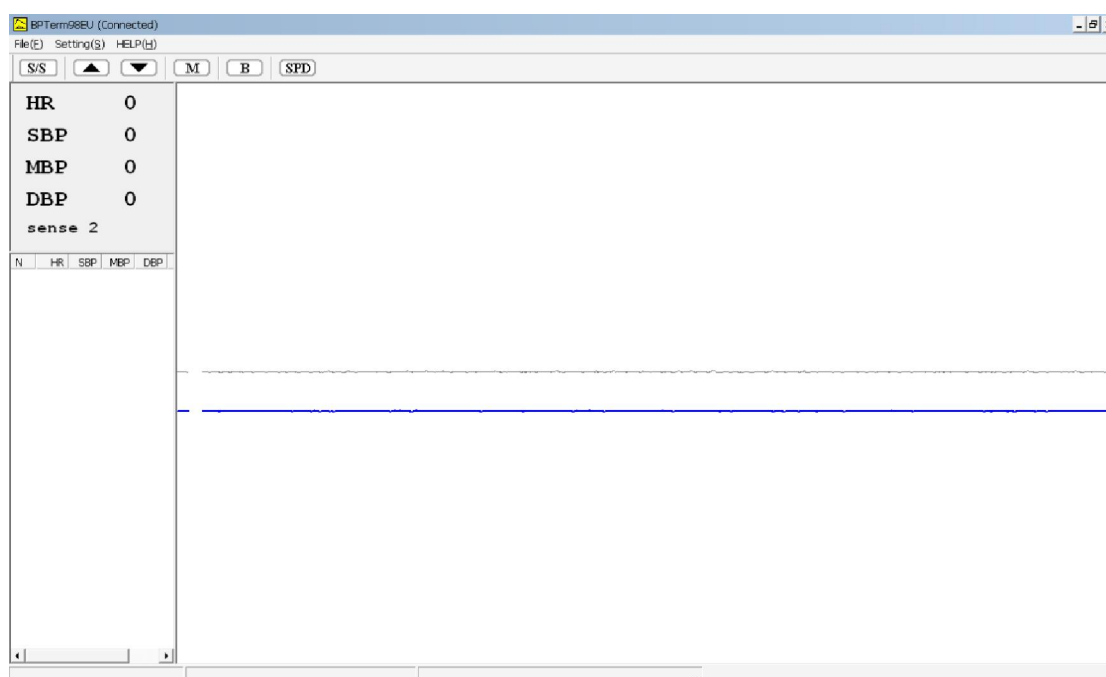 BPTerm98EU (Connected)
File(F) Setting(S) HELP(H)
S/S M B SPD
HR 0
SBP 0
MBP 0
DBP 0
sense 2
N HR SBP MBP DBP